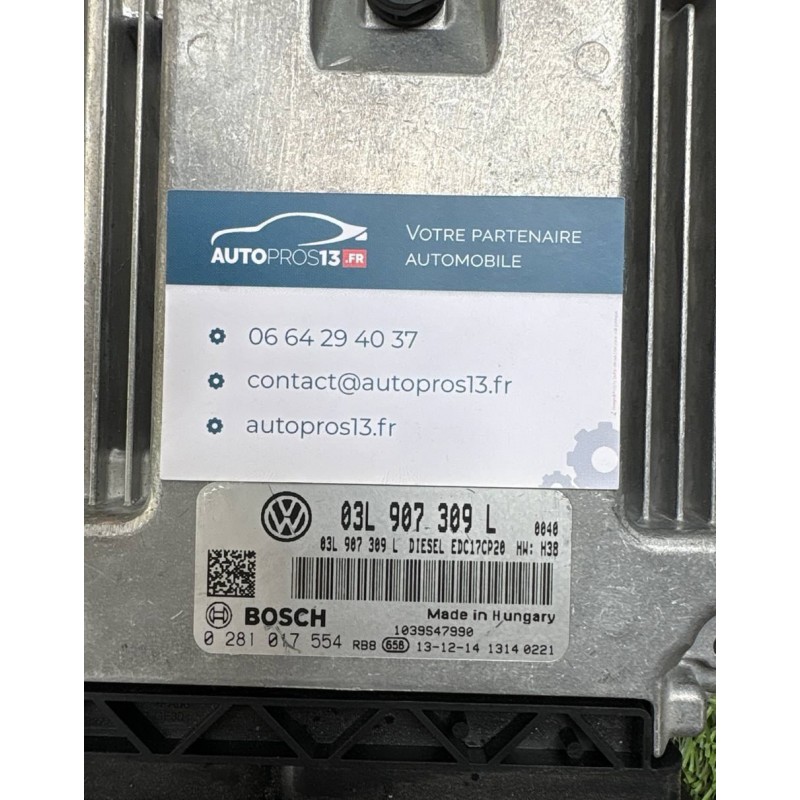 AUTOPROS13.FR
VOTRE PARTENAIRE
AUTOMOBILE
06 64 29 40 37
contact@autopros13.fr
autopros13.fr
03L 907 309 L 0040
03L 907 309 L DIESEL EDC17CP20 HW: H38
BOSCH
Made in Hungary
1039S47990
0 281 017 554 RB8 658 13-12-14 1314 0221